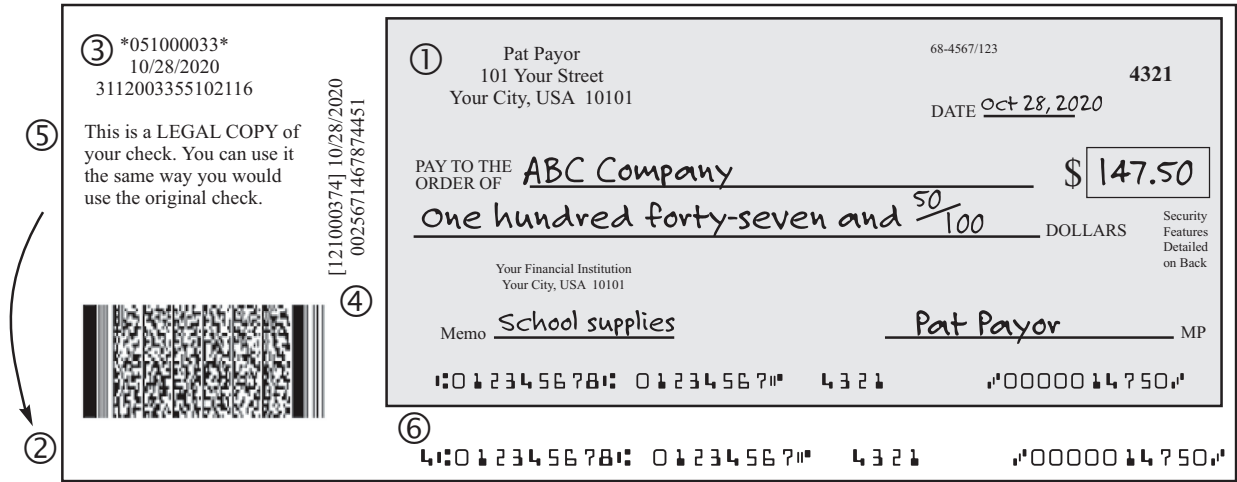 ③ *051000033*
10/28/2020
3112003355102116
⑤ This is a LEGAL COPY of
your check. You can use it
the same way you would
use the original check.
②
[121000374] 10/28/2020
00256714678744​51
④
① Pat Payor
101 Your Street
Your City, USA 10101
68-4567/123
4321
DATE Oct 28, 2020
PAY TO THE
ORDER OF ABC Company $ 147.50
One hundred forty-seven and 50/100 DOLLARS
Security
Features
Detailed
on Back
Your Financial Institution
Your City, USA 10101
Memo School supplies Pat Payor MP
⑆012345678⑆ 01234567⑈ 4321 ⑇0000014750⑇
⑥
4⑆012345678⑆ 01234567⑈ 4321 ⑇0000014750⑇